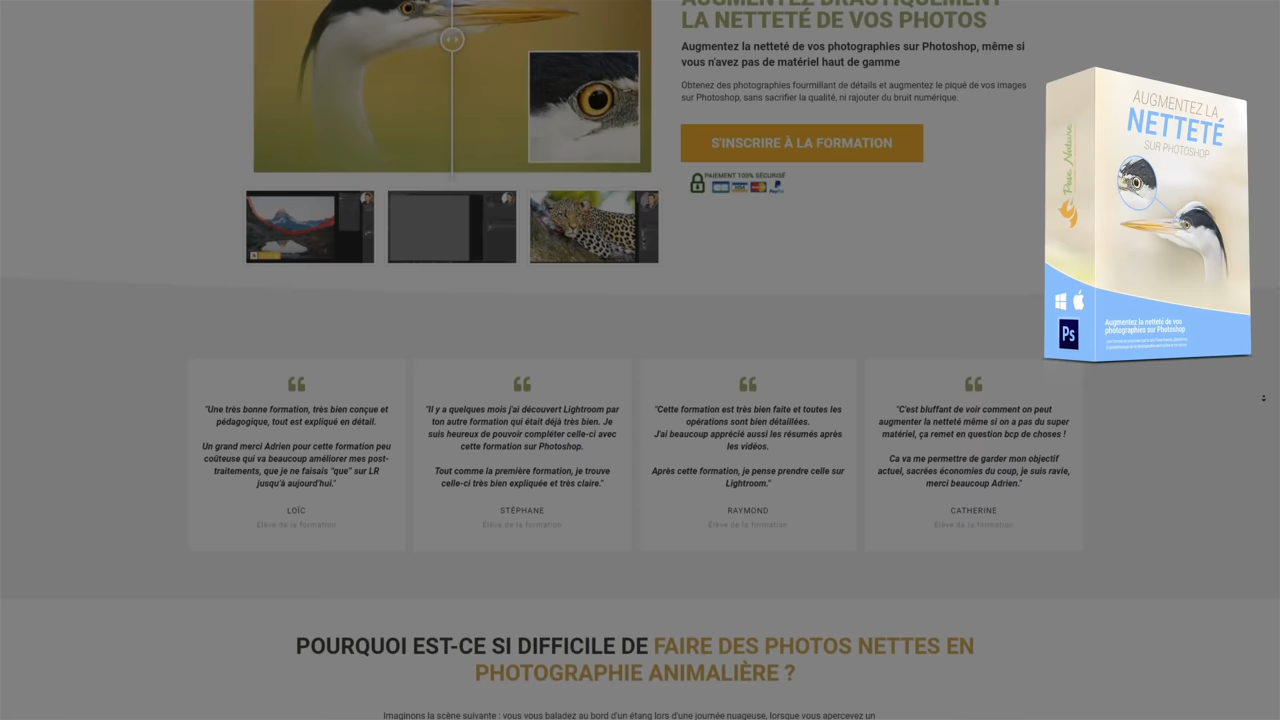 AUGMENTEZ DRASTIQUEMENT
LA NETTETÉ DE VOS PHOTOS
Augmentez la netteté de vos photographies sur Photoshop, même si
vous n'avez pas de matériel haut de gamme
Obtenez des photographies fourmillant de détails et augmentez le piqué de vos images
sur Photoshop, sans sacrifier la qualité, ni rajouter du bruit numérique.
S'INSCRIRE À LA FORMATION
PAIEMENT 100% SÉCURISÉ
VISA
PayPal
AUGMENTEZ LA
NETTETÉ
SUR PHOTOSHOP
Pose Nature
Ps
Augmentez la netteté de vos
photographies sur Photoshop
"Une très bonne formation, très bien conçue et
pédagogique, tout est expliqué en détail.
Un grand merci Adrien pour cette formation peu
coûteuse qui va beaucoup améliorer mes post-
traitements, que je ne faisais "que" sur LR
jusqu'à aujourd'hui."
LOÏC
Élève de la formation
"Il y a quelques mois j'ai découvert Lightroom par
ton autre formation qui était déjà très bien. Je
suis heureux de pouvoir compléter celle-ci avec
cette formation sur Photoshop.
Tout comme la première formation, je trouve
celle-ci très bien expliquée et très claire."
STÉPHANE
Élève de la formation
"Cette formation est très bien faite et toutes les
opérations sont bien détaillées.
J'ai beaucoup apprécié aussi les résumés après
les vidéos.
Après cette formation, je pense prendre celle sur
Lightroom."
RAYMOND
Élève de la formation
"C'est bluffant de voir comment on peut
augmenter la netteté même si on a pas du super
matériel, ça remet en question bcp de choses !
Ca va me permettre de garder mon objectif
actuel, sacrées économies du coup, je suis ravie,
merci beaucoup Adrien."
CATHERINE
Élève de la formation
POURQUOI EST-CE SI DIFFICILE DE FAIRE DES PHOTOS NETTES EN
PHOTOGRAPHIE ANIMALIÈRE ?
Imaginons la scène suivante : vous vous baladez au bord d'un étang lors d'une journée nuageuse, lorsque vous apercevez un